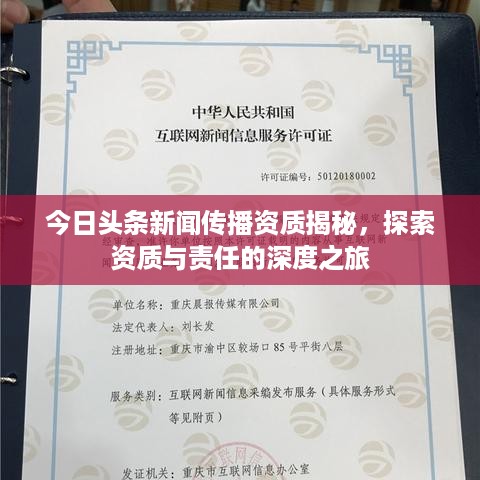 中华人民共和国
互联网新闻信息服务许可证
许可证编号：50120180002
今日头条新闻传播资质揭秘，探索
资质与责任的深度之旅
单位名称：重庆晨报传媒有限公司
法定代表人：刘长发
注册地址：重庆市渝中区较场口 85 号平街八层
服务类别：互联网新闻信息采编发布服务（具体服务形式
等见附页）
发证机关：重庆市互联网信息办公室